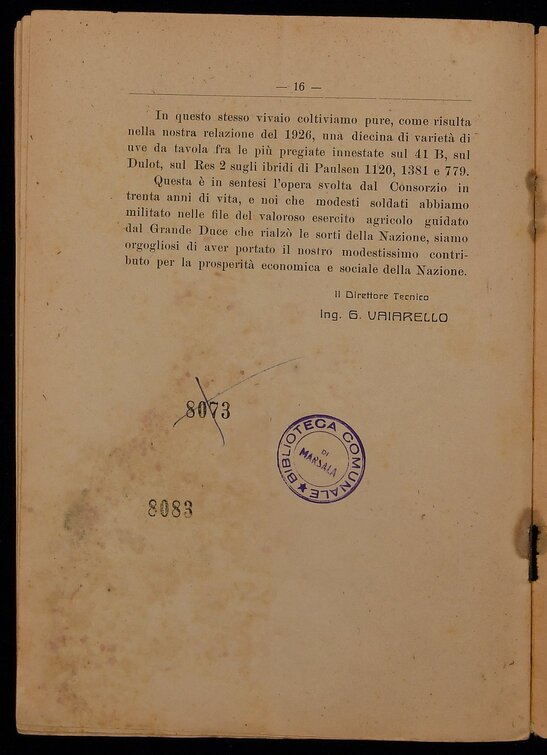 — 16 —
In questo stesso vivaio coltiviamo pure, come risulta
nella nostra relazione del 1926, una diecina di varietà di
uve da tavola fra le più pregiate innestate sul 41 B, sul
Dulot, sul Res 2 sugli ibridi di Paulsen 1120, 1381 e 779.
Questa è in sentesi l'opera svolta dal Consorzio in
trenta anni di vita, e noi che modesti soldati abbiamo
militato nelle file del valoroso esercito agricolo guidato
dal Grande Duce che rialzò le sorti della Nazione, siamo
orgogliosi di aver portato il nostro modestissimo contri-
buto per la prosperità economica e sociale della Nazione.
Il Direttore Tecnico
Ing. G. VAIARELLO
8073
BIBLIOTECA COMUNALE
DI
MARSALA
8083